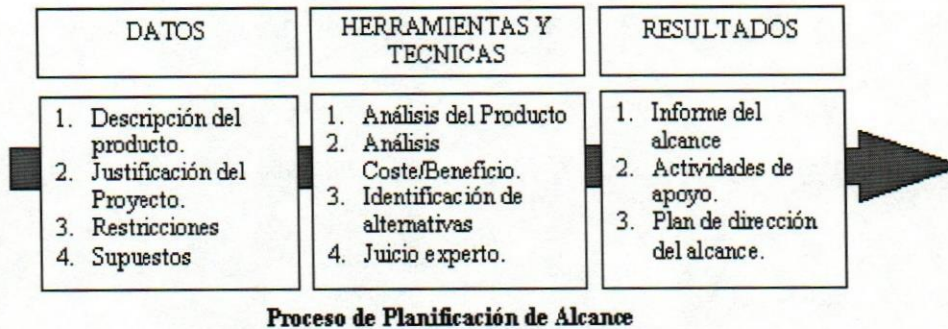 DATOS
HERRAMIENTAS Y
TECNICAS
RESULTADOS
1. Descripción del
producto.
2. Justificación del
Proyecto.
3. Restricciones
4. Supuestos
1. Análisis del Producto
2. Análisis
Coste/Beneficio.
3. Identificación de
alternativas
4. Juicio experto.
1. Informe del
alcance
2. Actividades de
apoyo.
3. Plan de dirección
del alcance.
Proceso de Planificación de Alcance